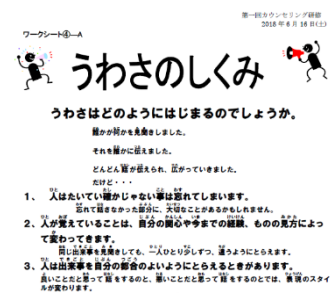 第一回カウンセリング研修
2018年6月16日(土)
ワークシート④―A
うわさのしくみ
うわさはどのようにはじまるのでしょうか。
誰かが何かを見聞きしました。
それを誰かに伝えました。
どんどん話が伝えられ、広がっていきました。
だけど・・・
1、 人はたいてい確かじゃない事は忘れてしまいます。
忘れて話さなかった部分に、大切なことがあるかもしれません。
2、人が覚えていることは、自分の関心や今までの経験、ものの見方によっ
て変わってきます。
同じ出来事を見聞きしても、一人ひとり少しずつ、違うようにとらえます。
3、人は出来事を自分の都合のよいようにとらえるときがあります。
良いことだと思って話をするのと、悪いことだと思って話をするのとでは、表現のスタイ
ルが変わります。